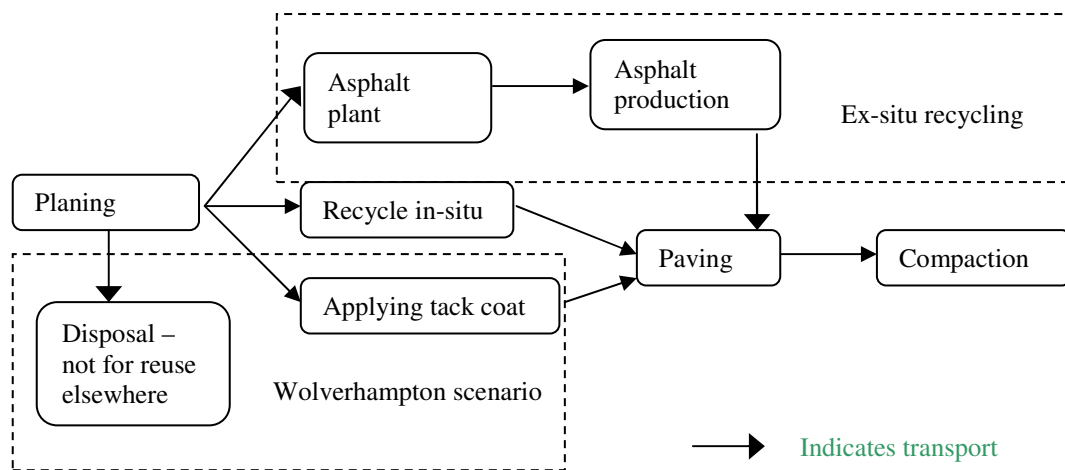 Asphalt
plant
Asphalt
production
Ex-situ recycling
Planing
Recycle in-situ
Paving
Compaction
Applying tack coat
Disposal –
not for reuse
elsewhere
Wolverhampton scenario
Indicates transport